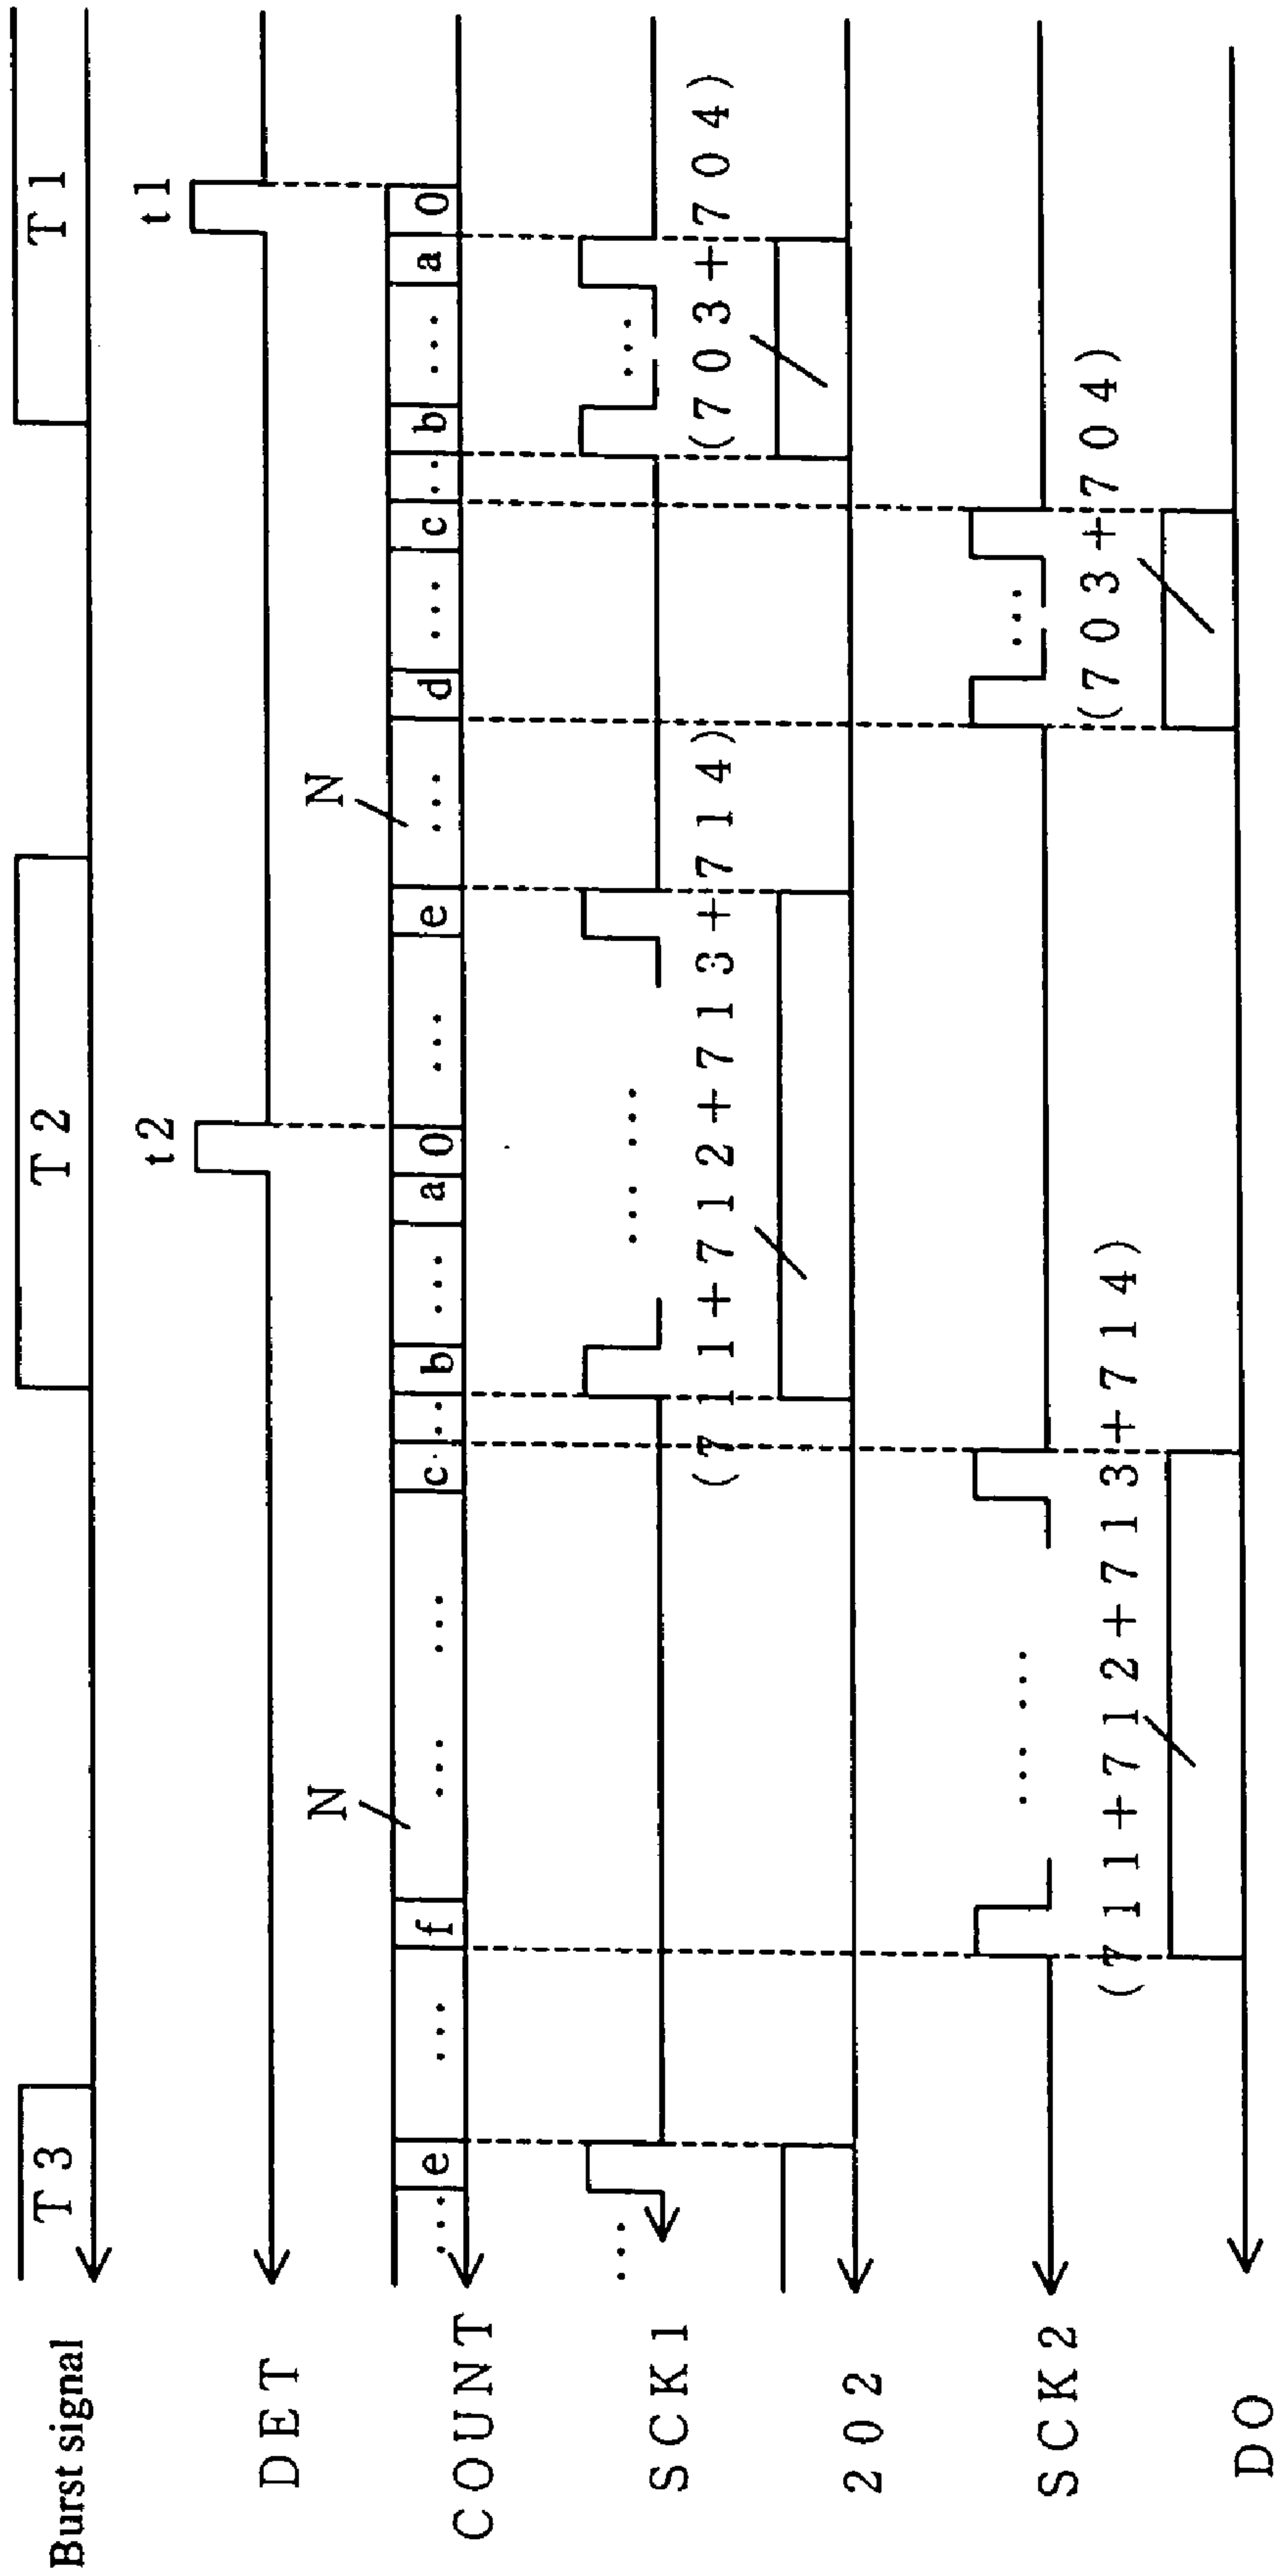 Burst signal T3 T2 T1
t2 t1
DET
N N
COUNT .... e ... f ... ... c .. b ... a 0 ... e ... d ... c .. b ... a 0
SCK1 .... ...... ...
(711+712+713+714) (703+704)
202
SCK2 ...... ...
(711+712+713+714) (703+704)
DO